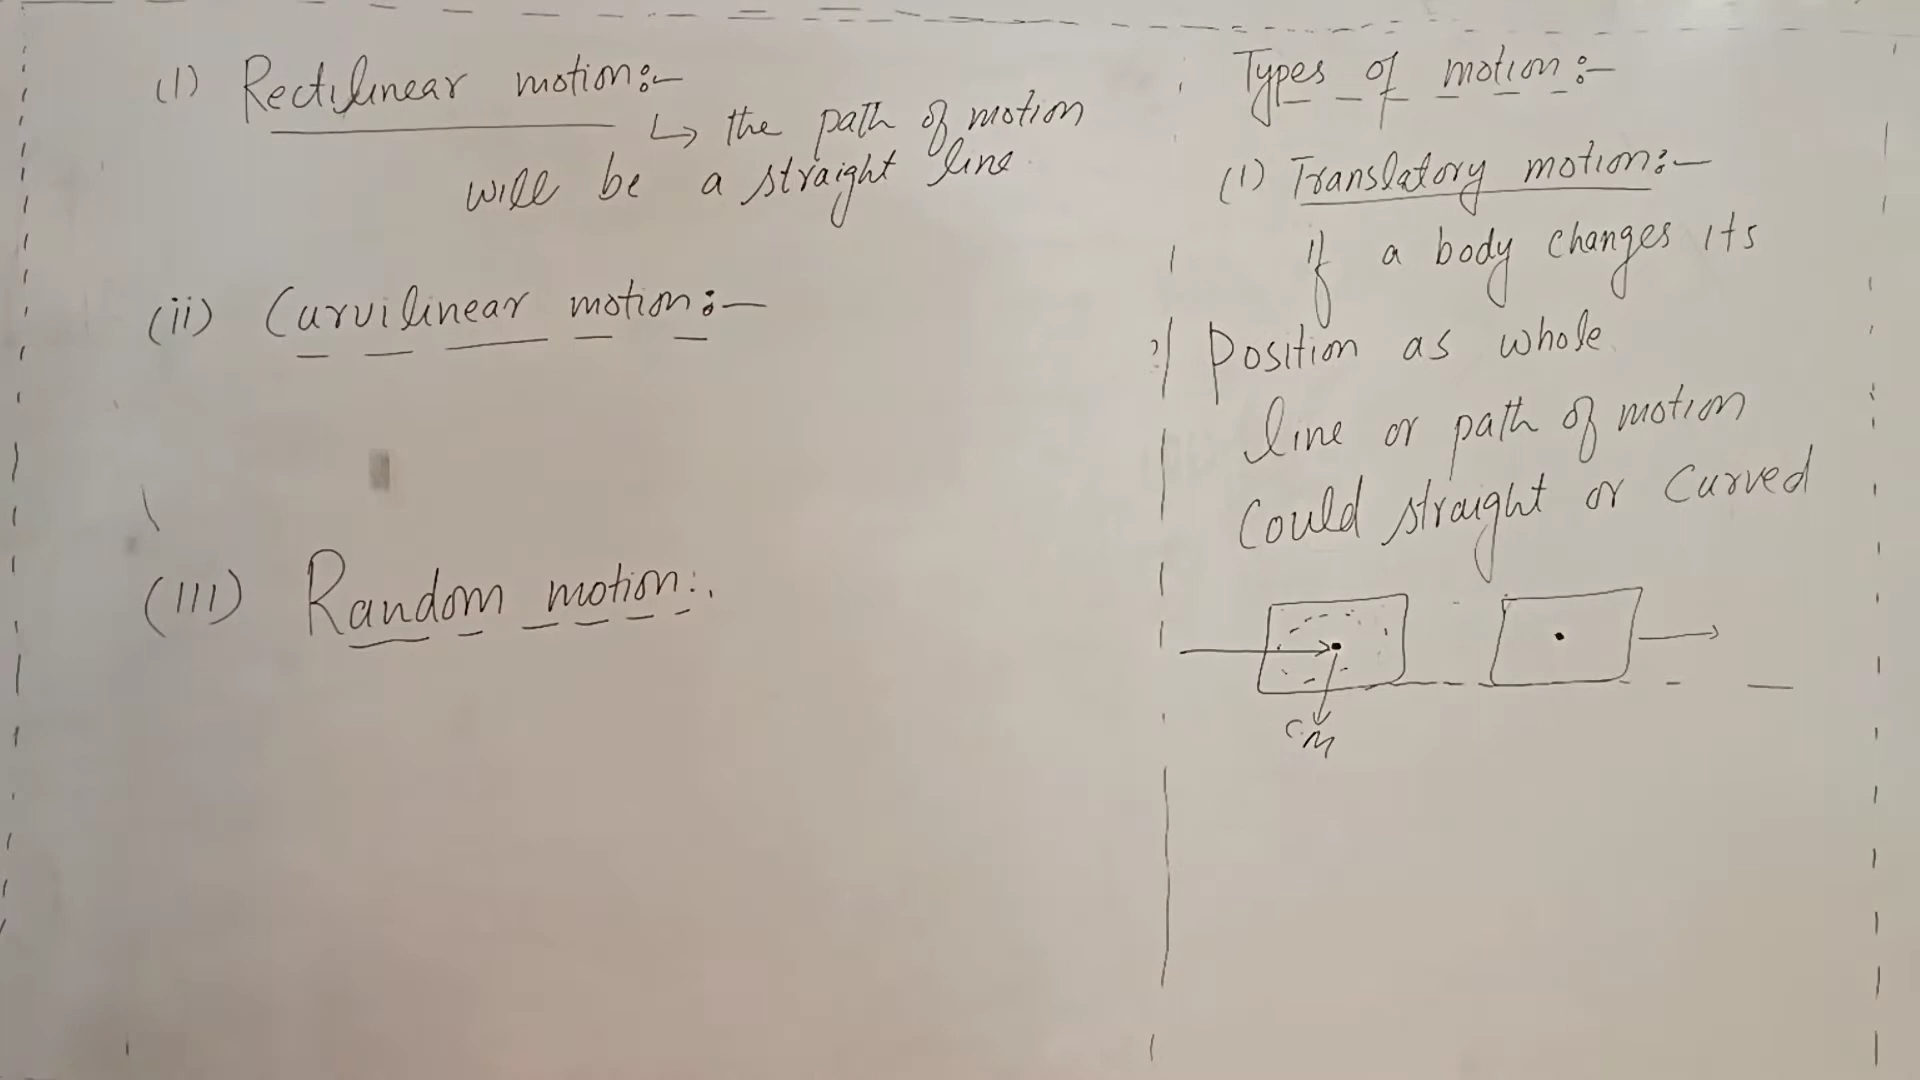 (1) Rectilinear motion:-
↳ the path of motion
will be a straight line
(ii) Curvilinear motion:-
(III) Random motion:.
Types of motion:-
(1) Translatory motion:-
if a body changes its
Position as whole
line or path of motion
Could straight or Curved
CM